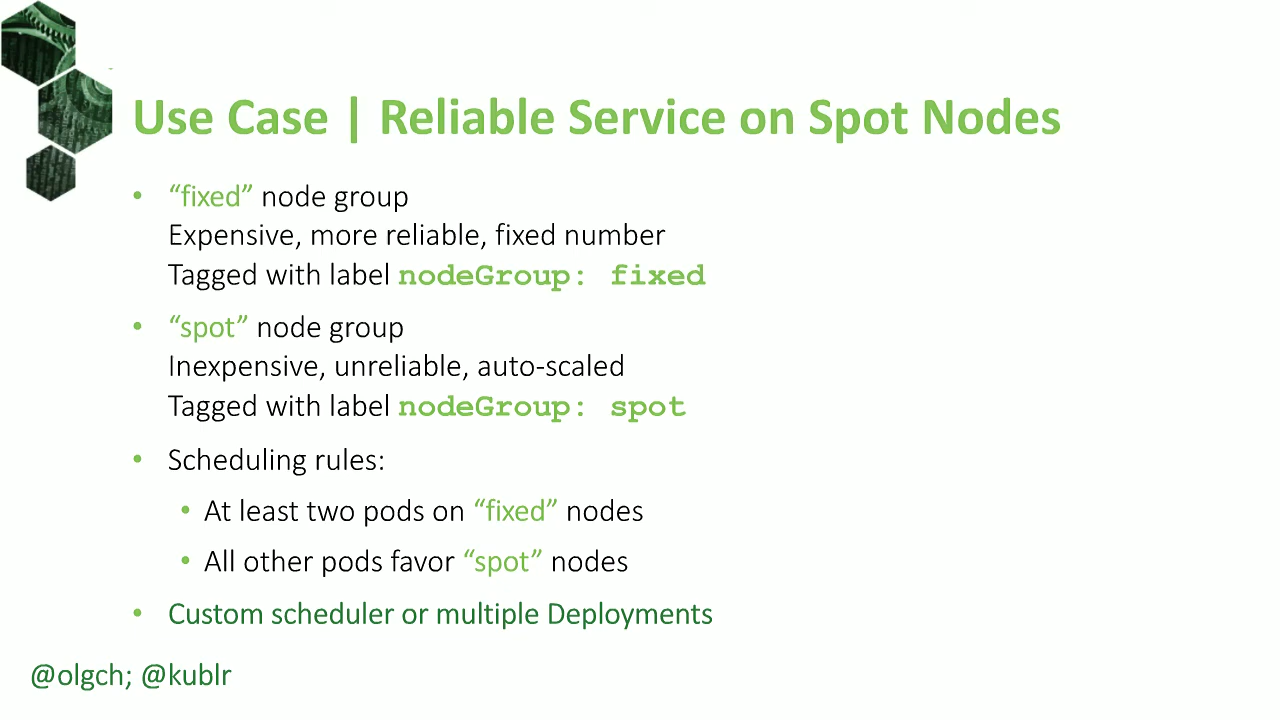 Use Case | Reliable Service on Spot Nodes
• “fixed” node group
Expensive, more reliable, fixed number
Tagged with label nodeGroup: fixed
• “spot” node group
Inexpensive, unreliable, auto-scaled
Tagged with label nodeGroup: spot
• Scheduling rules:
• At least two pods on “fixed” nodes
• All other pods favor “spot” nodes
• Custom scheduler or multiple Deployments
@olgch; @kublr